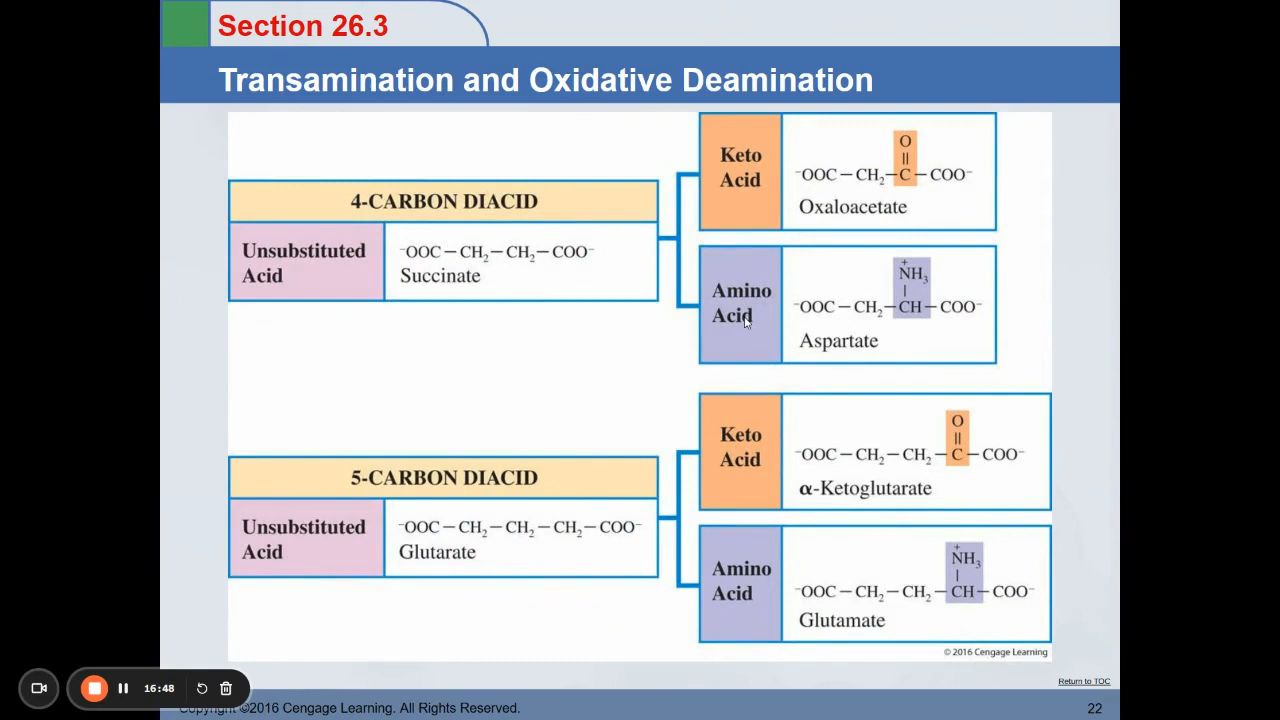 Section 26.3
Transamination and Oxidative Deamination
4-CARBON DIACID
Unsubstituted
Acid
⁻OOC — CH₂ — CH₂ — COO⁻
Succinate
Keto
Acid
O
||
⁻OOC — CH₂ — C — COO⁻
Oxaloacetate
Amino
Acid
+
NH₃
|
⁻OOC — CH₂ — CH — COO⁻
Aspartate
5-CARBON DIACID
Unsubstituted
Acid
⁻OOC — CH₂ — CH₂ — CH₂ — COO⁻
Glutarate
Keto
Acid
O
||
⁻OOC — CH₂ — CH₂ — C — COO⁻
α-Ketoglutarate
Amino
Acid
+
NH₃
|
⁻OOC — CH₂ — CH₂ — CH — COO⁻
Glutamate
© 2016 Cengage Learning
Return to TOC
16:48
Copyright ©2016 Cengage Learning. All Rights Reserved.
22